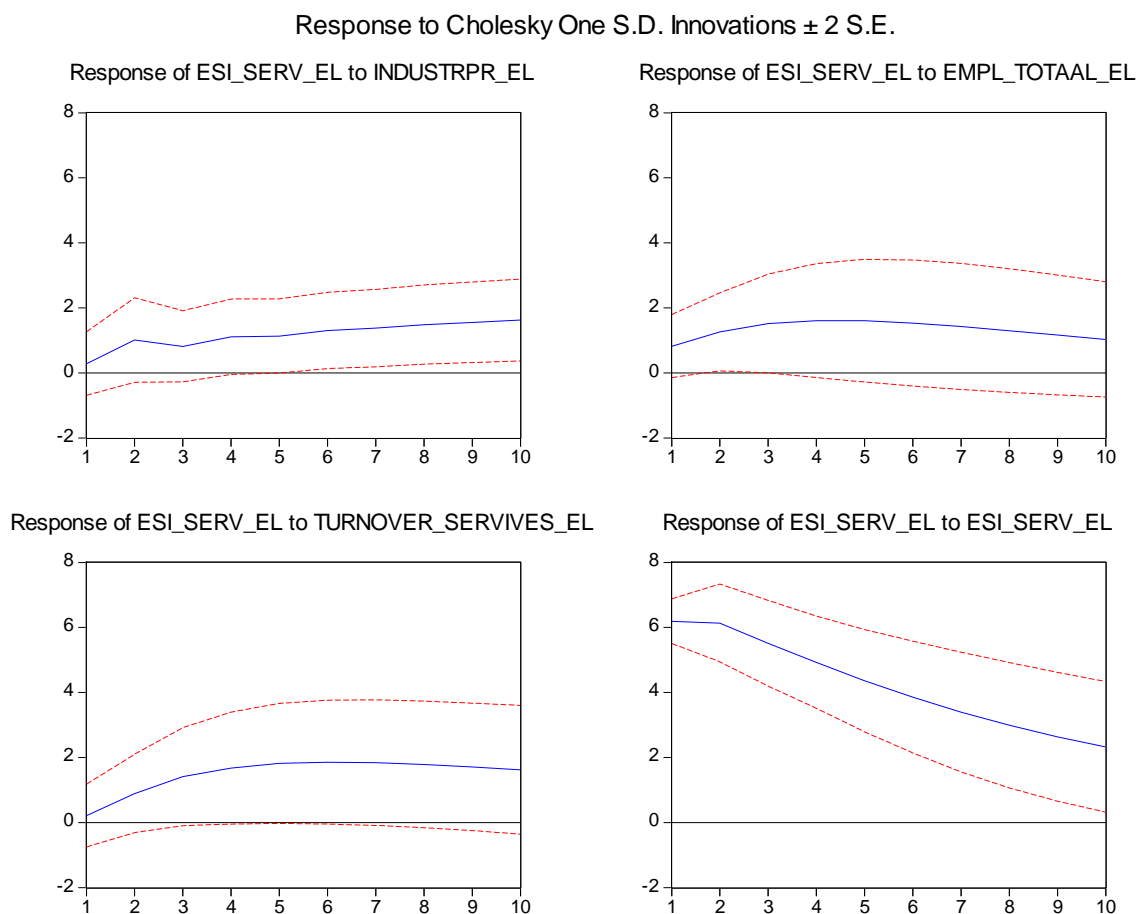 Response to Cholesky One S.D. Innovations ± 2 S.E.
Response of ESI_SERV_EL to INDUSTRPR_EL
8
6
4
2
0
-2
1 2 3 4 5 6 7 8 9 10
Response of ESI_SERV_EL to EMPL_TOTAAL_EL
8
6
4
2
0
-2
1 2 3 4 5 6 7 8 9 10
Response of ESI_SERV_EL to TURNOVER_SERVIVES_EL
8
6
4
2
0
-2
1 2 3 4 5 6 7 8 9 10
Response of ESI_SERV_EL to ESI_SERV_EL
8
6
4
2
0
-2
1 2 3 4 5 6 7 8 9 10